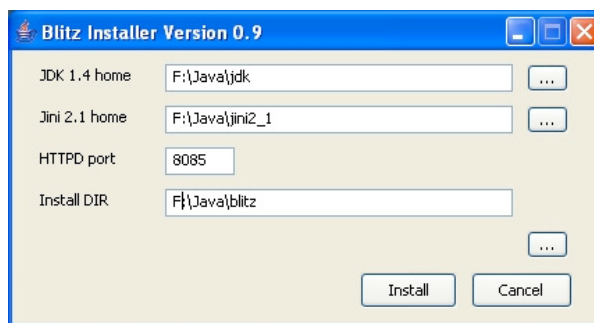 Blitz Installer Version 0.9
JDK 1.4 home F:\Java\jdk ...
Jini 2.1 home F:\Java\jini2_1 ...
HTTPD port 8085
Install DIR F:\Java\blitz
...
Install Cancel